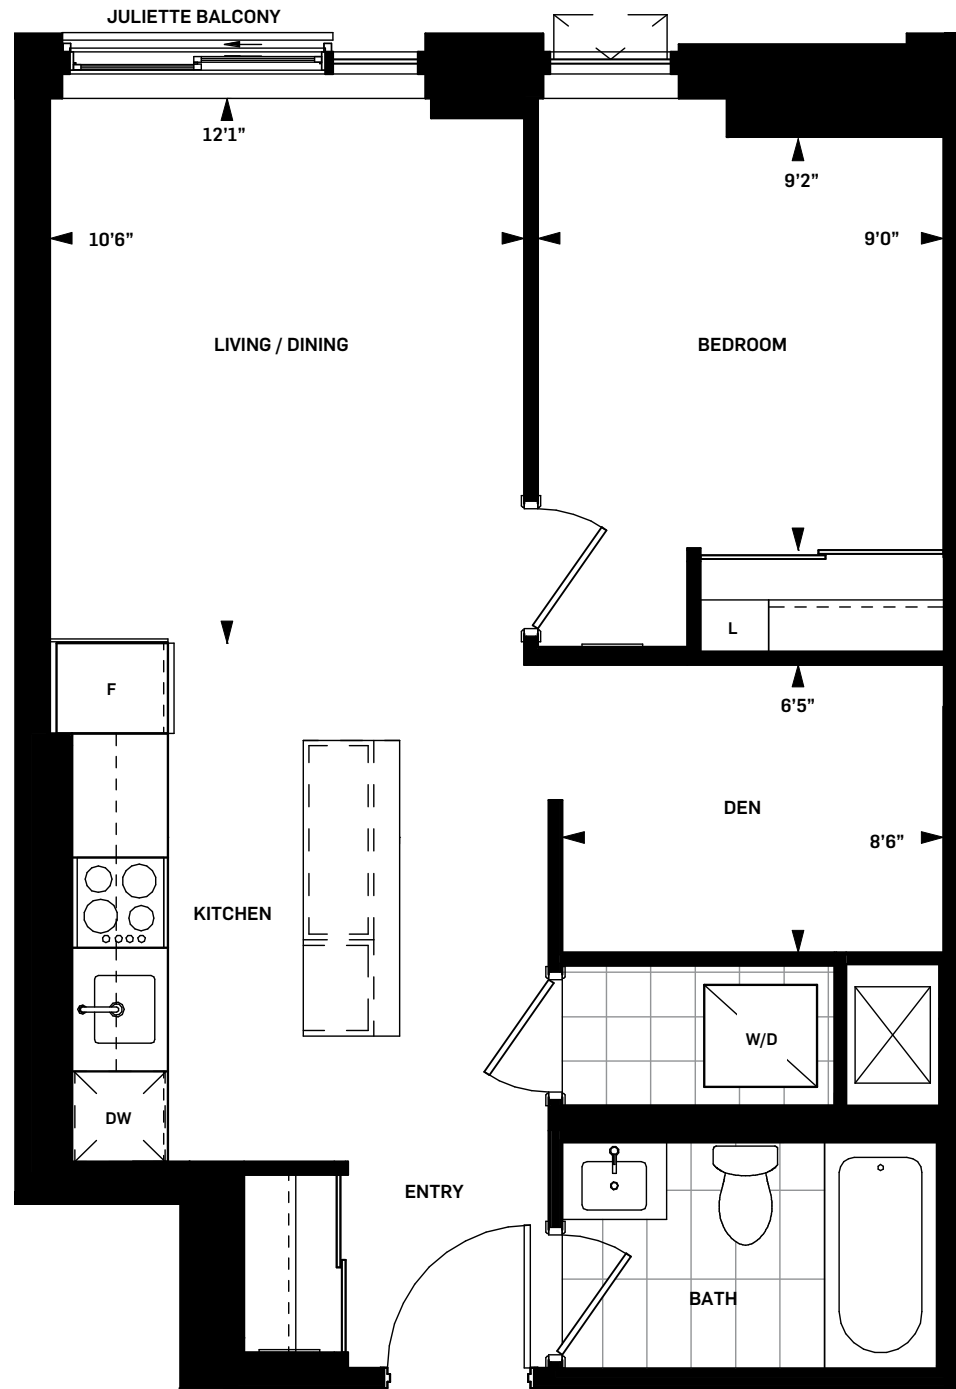 JULIETTE BALCONY
12'1"
9'2"
10'6"
9'0"
LIVING / DINING
BEDROOM
L
F
6'5"
DEN
8'6"
KITCHEN
W/D
DW
ENTRY
BATH